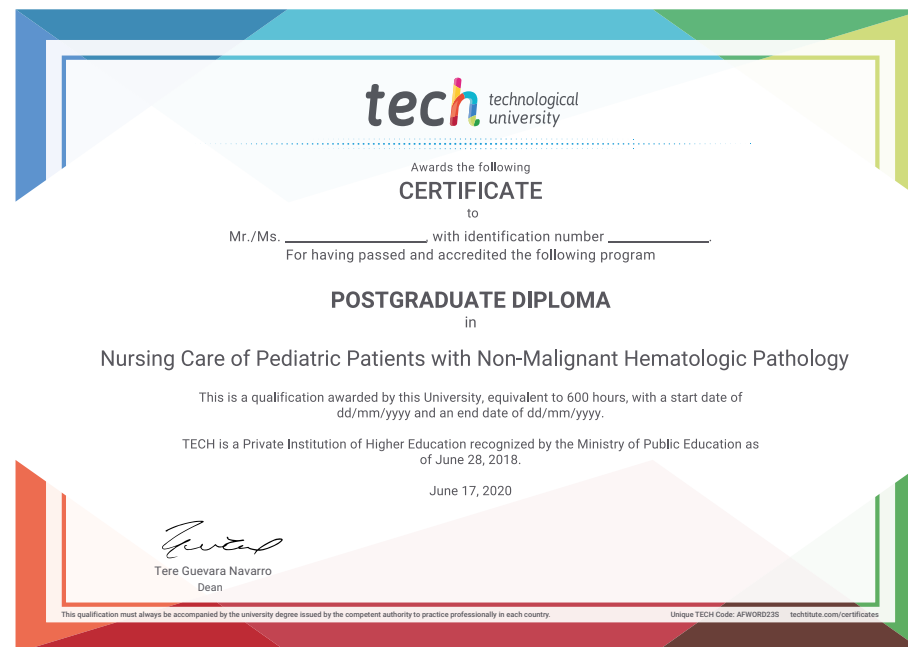 tech technological
university
Awards the following
CERTIFICATE
to
Mr./Ms. ____________________, with identification number ______________.
For having passed and accredited the following program
POSTGRADUATE DIPLOMA
in
Nursing Care of Pediatric Patients with Non-Malignant Hematologic Pathology
This is a qualification awarded by this University, equivalent to 600 hours, with a start date of
dd/mm/yyyy and an end date of dd/mm/yyyy.
TECH is a Private Institution of Higher Education recognized by the Ministry of Public Education as
of June 28, 2018.
June 17, 2020
Tere Guevara Navarro
Dean
This qualification must always be accompanied by the university degree issued by the competent authority to practice professionally in each country. Unique TECH Code: AFWORD23S techtitute.com/certificates